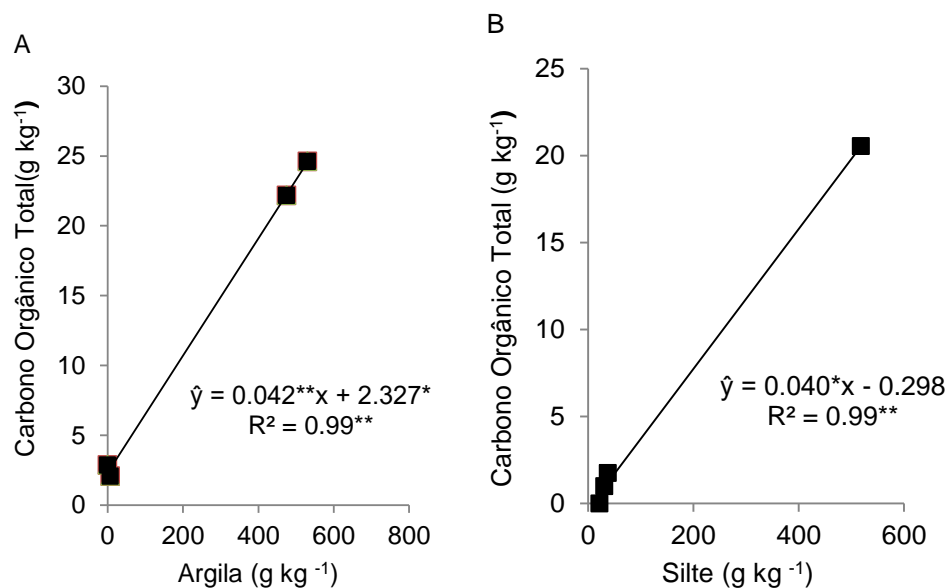 A
Carbono Orgânico Total(g kg⁻¹)
30
25
20
15
10
5
0
ŷ = 0.042**x + 2.327*
R² = 0.99**
0 200 400 600 800
Argila (g kg ⁻¹)
B
Carbono Orgânico Total (g kg⁻¹)
25
20
15
10
5
0
ŷ = 0.040*x - 0.298
R² = 0.99**
0 200 400 600
Silte (g kg ⁻¹)